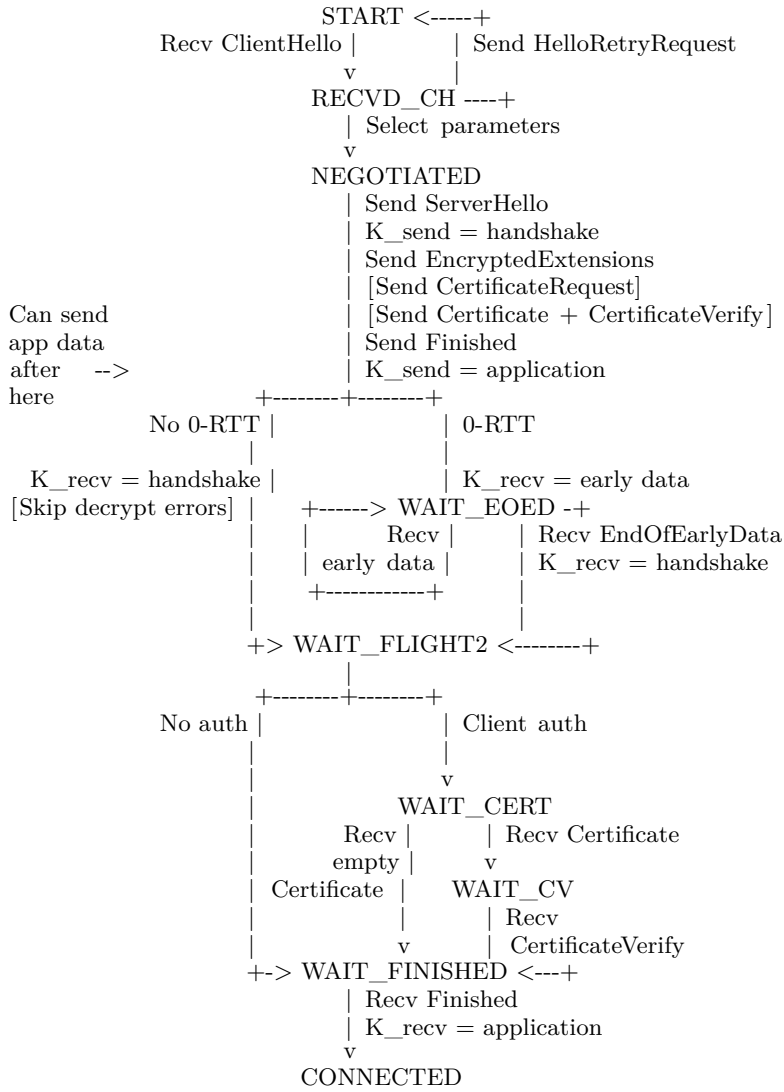 START <-----+
Recv ClientHello | | Send HelloRetryRequest
v |
RECVD_CH ----+
| Select parameters
v
NEGOTIATED
| Send ServerHello
| K_send = handshake
| Send EncryptedExtensions
| [Send CertificateRequest]
Can send | [Send Certificate + CertificateVerify]
app data | Send Finished
after --> | K_send = application
here +--------+--------+
No 0-RTT | | 0-RTT
| |
K_recv = handshake | | K_recv = early data
[Skip decrypt errors] | +------> WAIT_EOED -+
| | Recv | | Recv EndOfEarlyData
| | early data | | K_recv = handshake
| +------------+ |
| |
+> WAIT_FLIGHT2 <--------+
|
+--------+--------+
No auth | | Client auth
| |
| v
| WAIT_CERT
| Recv | | Recv Certificate
| empty | v
| Certificate | WAIT_CV
| | | Recv
| v | CertificateVerify
+-> WAIT_FINISHED <---+
| Recv Finished
| K_recv = application
v
CONNECTED